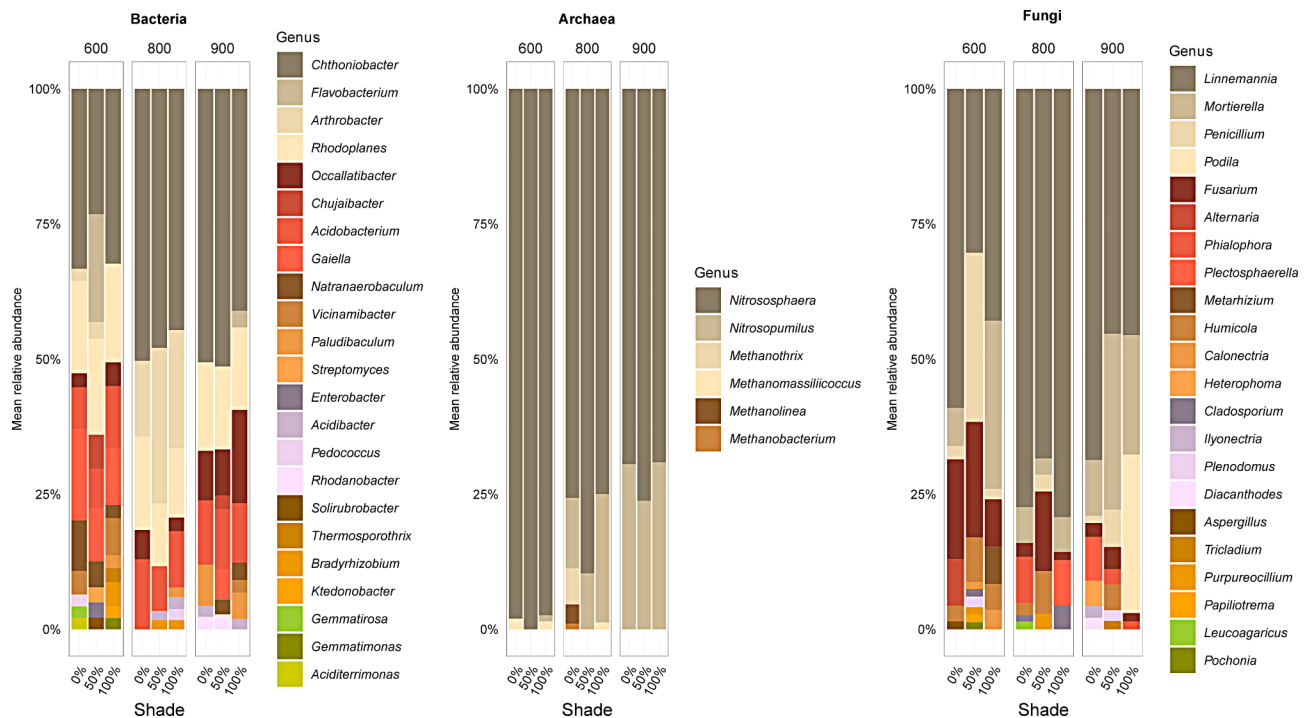 Bacteria
600 800 900
Mean relative abundance
100%
75%
50%
25%
0%
0% 50% 100% 0% 50% 100% 0% 50% 100%
Shade
Genus
Chthoniobacter
Flavobacterium
Arthrobacter
Rhodoplanes
Occallatibacter
Chujaibacter
Acidobacterium
Gaiella
Natranaerobaculum
Vicinamibacter
Paludibaculum
Streptomyces
Enterobacter
Acidibacter
Pedococcus
Rhodanobacter
Solirubrobacter
Thermosporothrix
Bradyrhizobium
Ktedonobacter
Gemmatirosa
Gemmatimonas
Aciditerrimonas
Archaea
600 800 900
Mean relative abundance
100%
75%
50%
25%
0%
0% 50% 100% 0% 50% 100% 0% 50% 100%
Shade
Genus
Nitrososphaera
Nitrosopumilus
Methanothrix
Methanomassiliicoccus
Methanolinea
Methanobacterium
Fungi
600 800 900
Mean relative abundance
100%
75%
50%
25%
0%
0% 50% 100% 0% 50% 100% 0% 50% 100%
Shade
Genus
Linnemannia
Mortierella
Penicillium
Podila
Fusarium
Alternaria
Phialophora
Plectosphaerella
Metarhizium
Humicola
Calonectria
Heterophoma
Cladosporium
Ilyonectria
Plenodomus
Diacanthodes
Aspergillus
Tricladium
Purpureocillium
Papiliotrema
Leucoagaricus
Pochonia